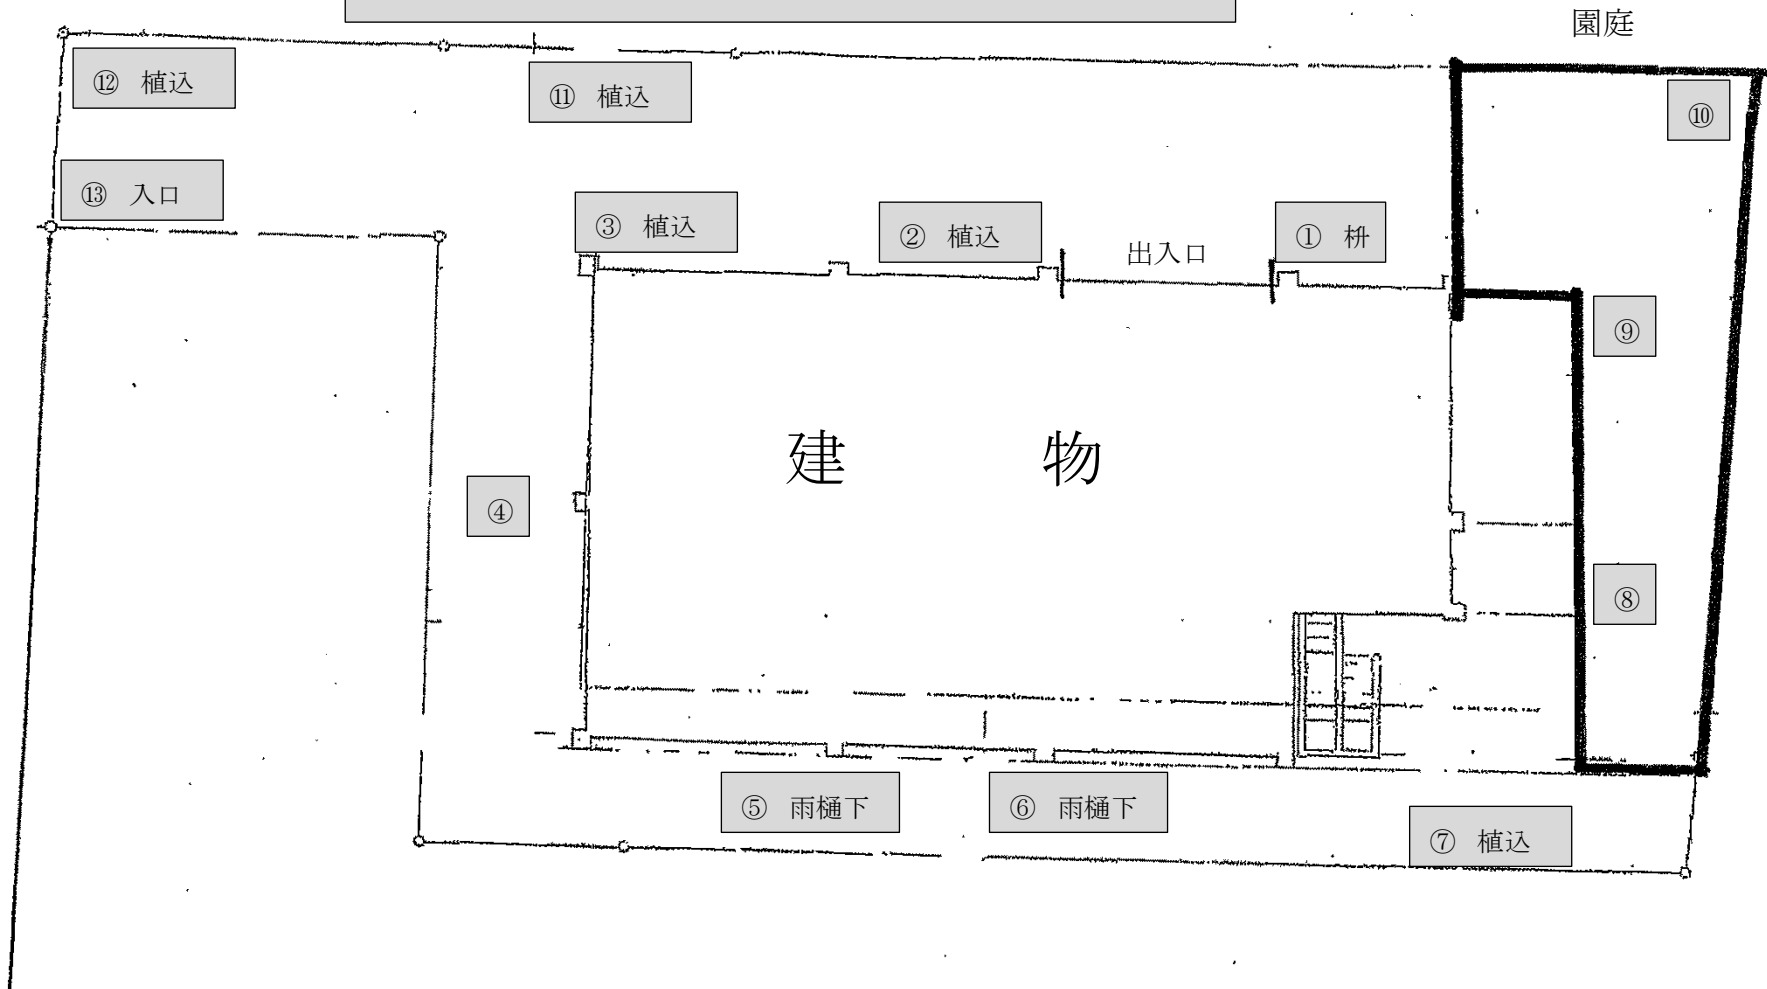 園庭
⑫ 植込
⑪ 植込
⑩
⑬ 入口
③ 植込
② 植込
出入口
① 枡
⑨
建 物
④
⑧
⑤ 雨樋下
⑥ 雨樋下
⑦ 植込